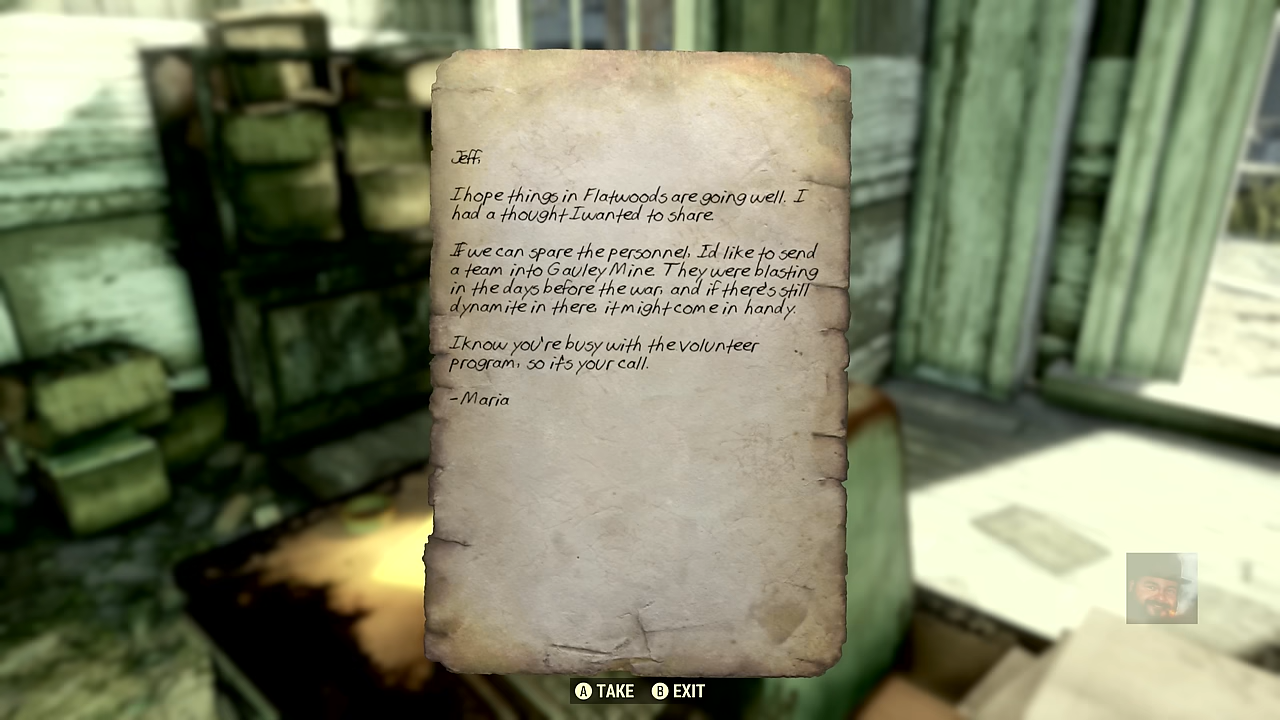 Jeff,
I hope things in Flatwoods are going well. I
had a thought I wanted to share.
If we can spare the personnel, I'd like to send
a team into Gauley Mine. They were blasting
in the days before the war, and if there's still
dynamite in there, it might come in handy.
I know you're busy with the volunteer
program, so it's your call.
-Maria
A TAKE B EXIT